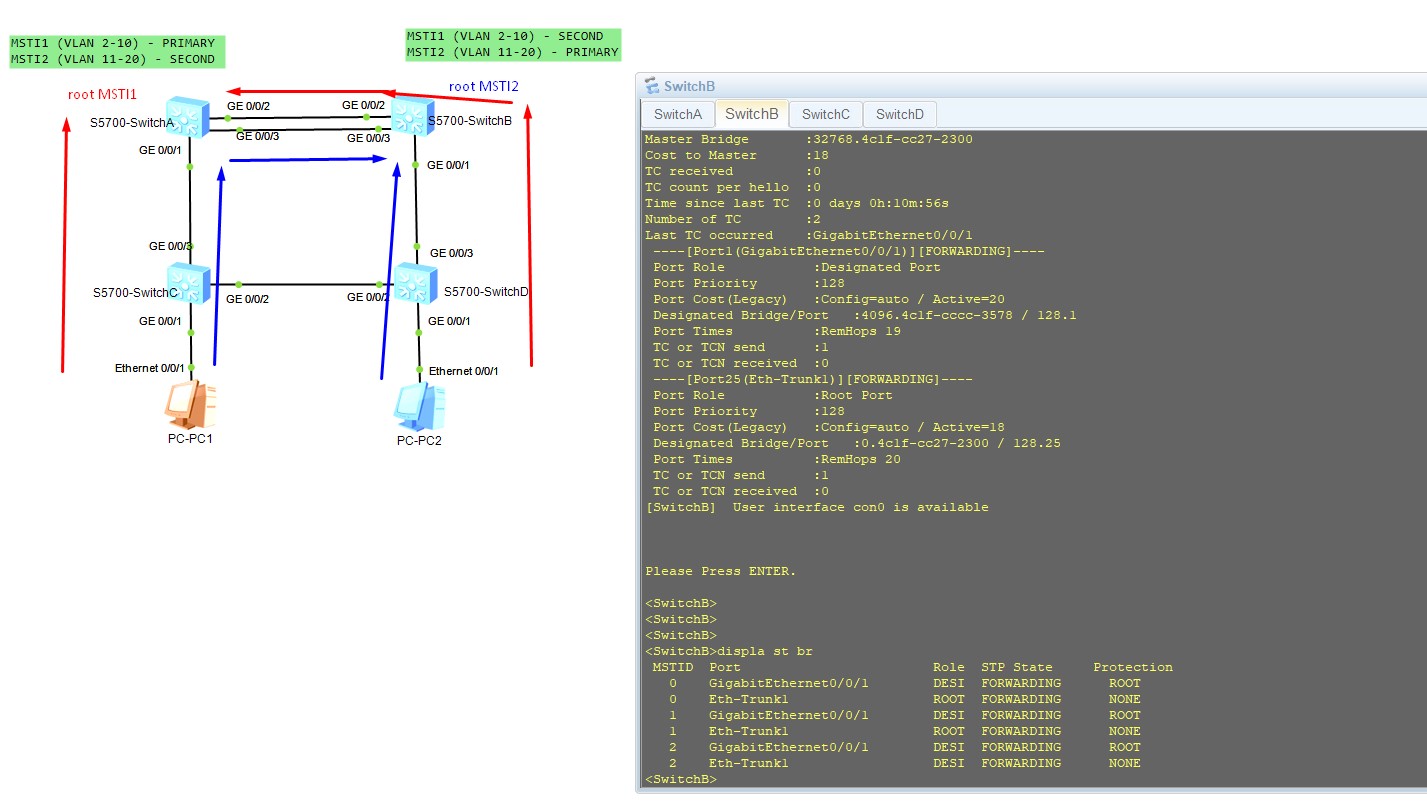 MSTI1 (VLAN 2-10) - PRIMARY
MSTI2 (VLAN 11-20) - SECOND
MSTI1 (VLAN 2-10) - SECOND
MSTI2 (VLAN 11-20) - PRIMARY
root MSTI1
root MSTI2
GE 0/0/2
GE 0/0/2
S5700-SwitchA
S5700-SwitchB
GE 0/0/3
GE 0/0/3
GE 0/0/1
GE 0/0/1
GE 0/0/3
GE 0/0/3
S5700-SwitchC
S5700-SwitchD
GE 0/0/2
GE 0/0/2
GE 0/0/1
GE 0/0/1
Ethernet 0/0/1
Ethernet 0/0/1
PC-PC1
PC-PC2
SwitchB
SwitchA SwitchB SwitchC SwitchD
Master Bridge :32768.4c1f-cc27-2300
Cost to Master :18
TC received :0
TC count per hello :0
Time since last TC :0 days 0h:10m:56s
Number of TC :2
Last TC occurred :GigabitEthernet0/0/1
----[Port1(GigabitEthernet0/0/1)][FORWARDING]----
Port Role :Designated Port
Port Priority :128
Port Cost(Legacy) :Config=auto / Active=20
Designated Bridge/Port :4096.4c1f-cccc-3578 / 128.1
Port Times :RemHops 19
TC or TCN send :1
TC or TCN received :0
----[Port25(Eth-Trunk1)][FORWARDING]----
Port Role :Root Port
Port Priority :128
Port Cost(Legacy) :Config=auto / Active=18
Designated Bridge/Port :0.4c1f-cc27-2300 / 128.25
Port Times :RemHops 20
TC or TCN send :1
TC or TCN received :0
[SwitchB] User interface con0 is available
Please Press ENTER.
<SwitchB>
<SwitchB>
<SwitchB>
<SwitchB>displa st br
MSTID Port Role STP State Protection
0 GigabitEthernet0/0/1 DESI FORWARDING ROOT
0 Eth-Trunk1 ROOT FORWARDING NONE
1 GigabitEthernet0/0/1 DESI FORWARDING ROOT
1 Eth-Trunk1 ROOT FORWARDING NONE
2 GigabitEthernet0/0/1 DESI FORWARDING ROOT
2 Eth-Trunk1 DESI FORWARDING NONE
<SwitchB>